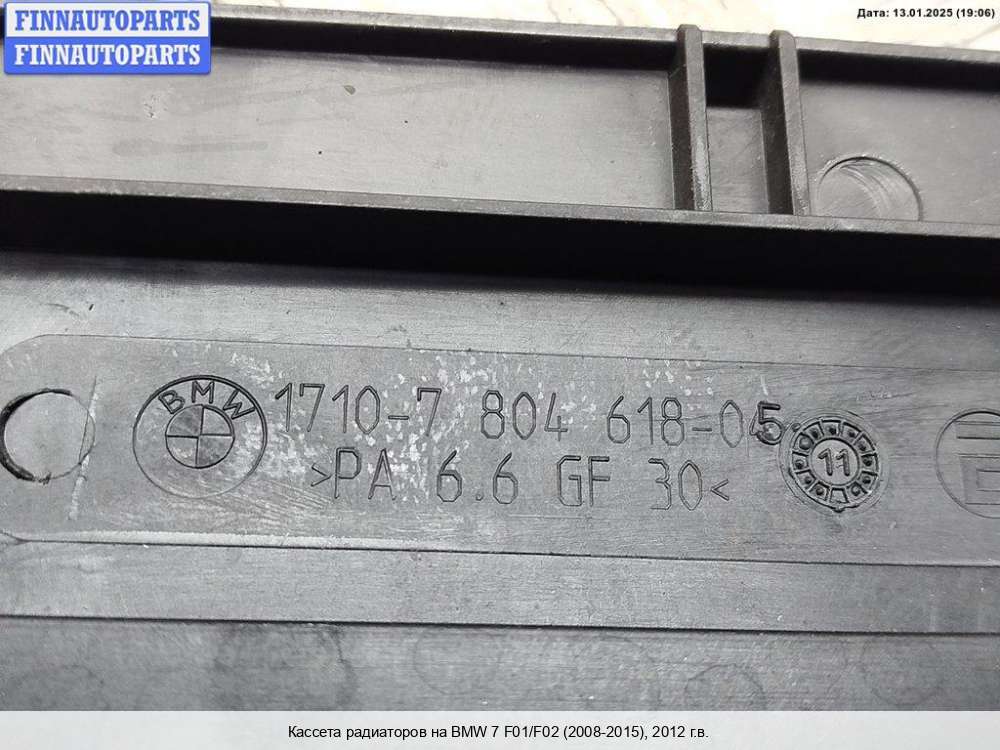 FINNAUTOPARTS
FINNAUTOPARTS
Дата: 13.01.2025 (19:06)
BMW
1710-7 804 618-05
11
>PA 6.6 GF 30<
Кассета радиаторов на BMW 7 F01/F02 (2008-2015), 2012 г.в.